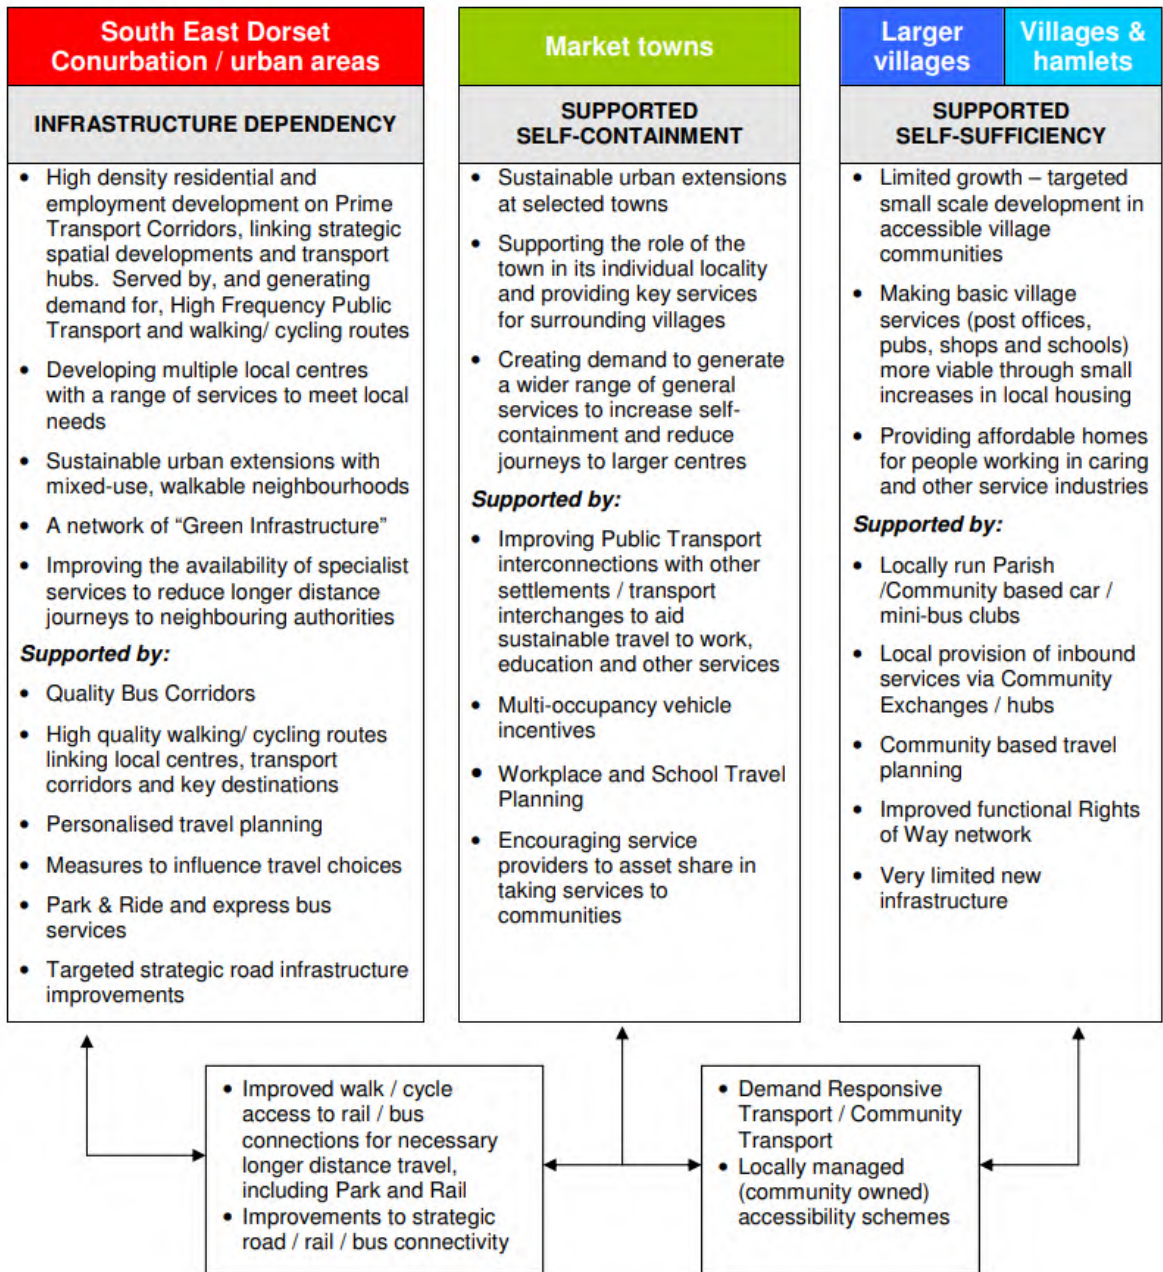 South East Dorset
Conurbation / urban areas
INFRASTRUCTURE DEPENDENCY
• High density residential and
employment development on Prime
Transport Corridors, linking strategic
spatial developments and transport
hubs. Served by, and generating
demand for, High Frequency Public
Transport and walking/ cycling routes
• Developing multiple local centres
with a range of services to meet local
needs
• Sustainable urban extensions with
mixed-use, walkable neighbourhoods
• A network of “Green Infrastructure”
• Improving the availability of specialist
services to reduce longer distance
journeys to neighbouring authorities
Supported by:
• Quality Bus Corridors
• High quality walking/ cycling routes
linking local centres, transport
corridors and key destinations
• Personalised travel planning
• Measures to influence travel choices
• Park & Ride and express bus
services
• Targeted strategic road infrastructure
improvements
Market towns
SUPPORTED
SELF-CONTAINMENT
• Sustainable urban extensions
at selected towns
• Supporting the role of the
town in its individual locality
and providing key services
for surrounding villages
• Creating demand to generate
a wider range of general
services to increase self-
containment and reduce
journeys to larger centres
Supported by:
• Improving Public Transport
interconnections with other
settlements / transport
interchanges to aid
sustainable travel to work,
education and other services
• Multi-occupancy vehicle
incentives
• Workplace and School Travel
Planning
• Encouraging service
providers to asset share in
taking services to
communities
Larger
villages
Villages &
hamlets
SUPPORTED
SELF-SUFFICIENCY
• Limited growth – targeted
small scale development in
accessible village
communities
• Making basic village
services (post offices,
pubs, shops and schools)
more viable through small
increases in local housing
• Providing affordable homes
for people working in caring
and other service industries
Supported by:
• Locally run Parish
/Community based car /
mini-bus clubs
• Local provision of inbound
services via Community
Exchanges / hubs
• Community based travel
planning
• Improved functional Rights
of Way network
• Very limited new
infrastructure
• Improved walk / cycle
access to rail / bus
connections for necessary
longer distance travel,
including Park and Rail
• Improvements to strategic
road / rail / bus connectivity
• Demand Responsive
Transport / Community
Transport
• Locally managed
(community owned)
accessibility schemes